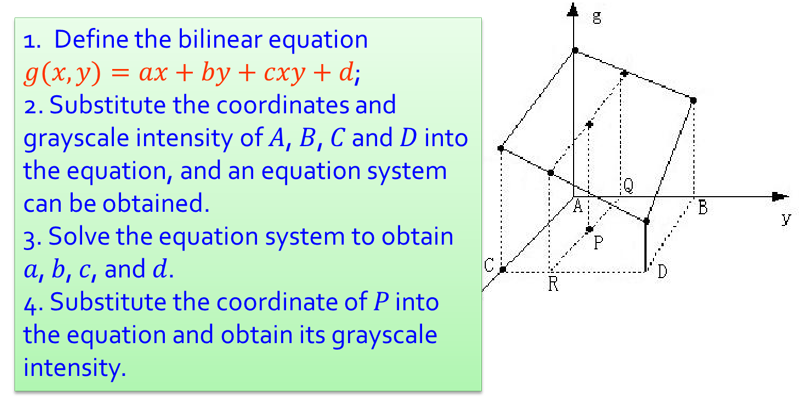 1. Define the bilinear equation
g(x, y) = ax + by + cxy + d;
2. Substitute the coordinates and
grayscale intensity of A, B, C and D into
the equation, and an equation system
can be obtained.
3. Solve the equation system to obtain
a, b, c, and d.
4. Substitute the coordinate of P into
the equation and obtain its grayscale
intensity.
g
Q
A
B
y
P
C
D
R